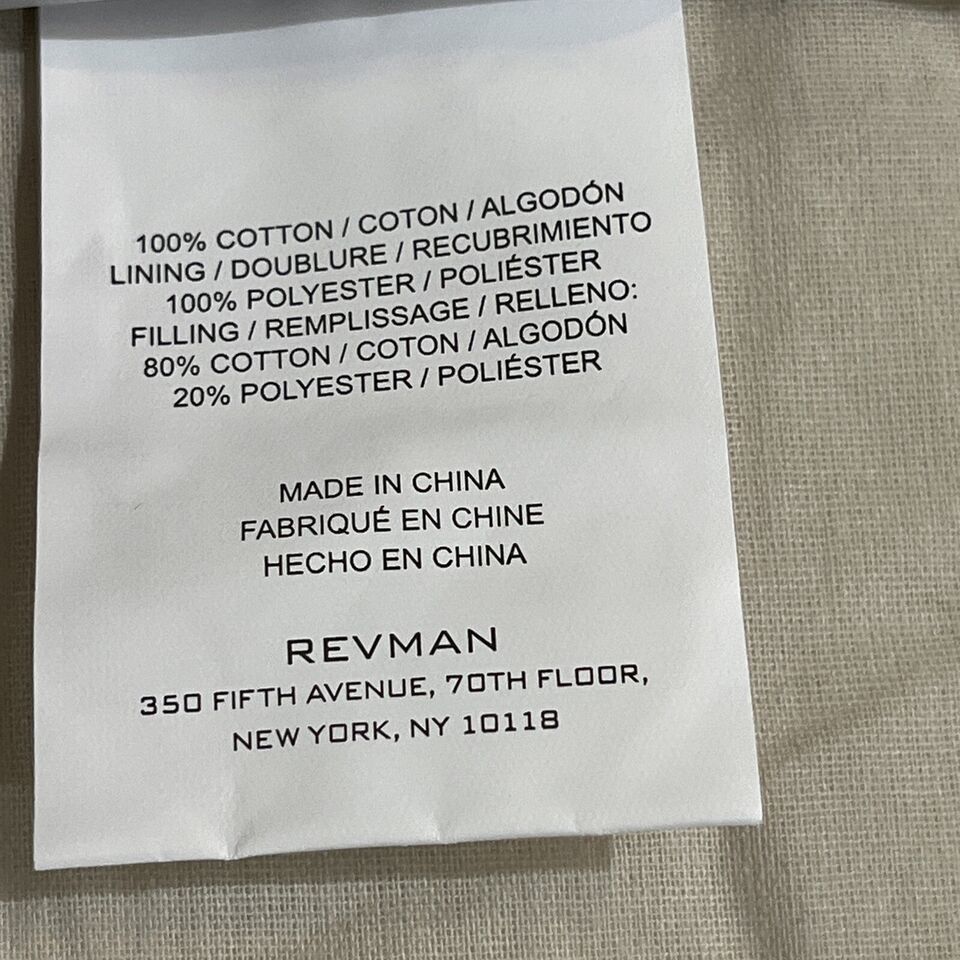 100% COTTON / COTON / ALGODÓN
LINING / DOUBLURE / RECUBRIMIENTO
100% POLYESTER / POLIÉSTER
FILLING / REMPLISSAGE / RELLENO:
80% COTTON / COTON / ALGODÓN
20% POLYESTER / POLIÉSTER
MADE IN CHINA
FABRIQUÉ EN CHINE
HECHO EN CHINA
REVMAN
350 FIFTH AVENUE, 70TH FLOOR,
NEW YORK, NY 10118